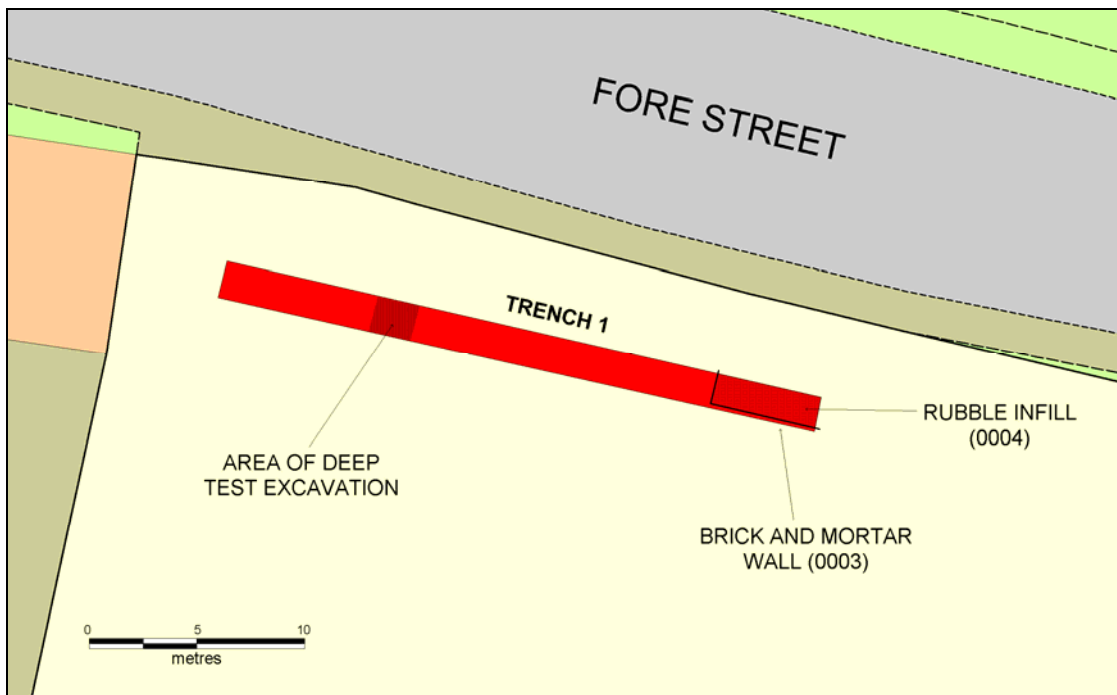 FORE STREET
TRENCH 1
RUBBLE INFILL
(0004)
AREA OF DEEP
TEST EXCAVATION
BRICK AND MORTAR
WALL (0003)
0 5 10
metres